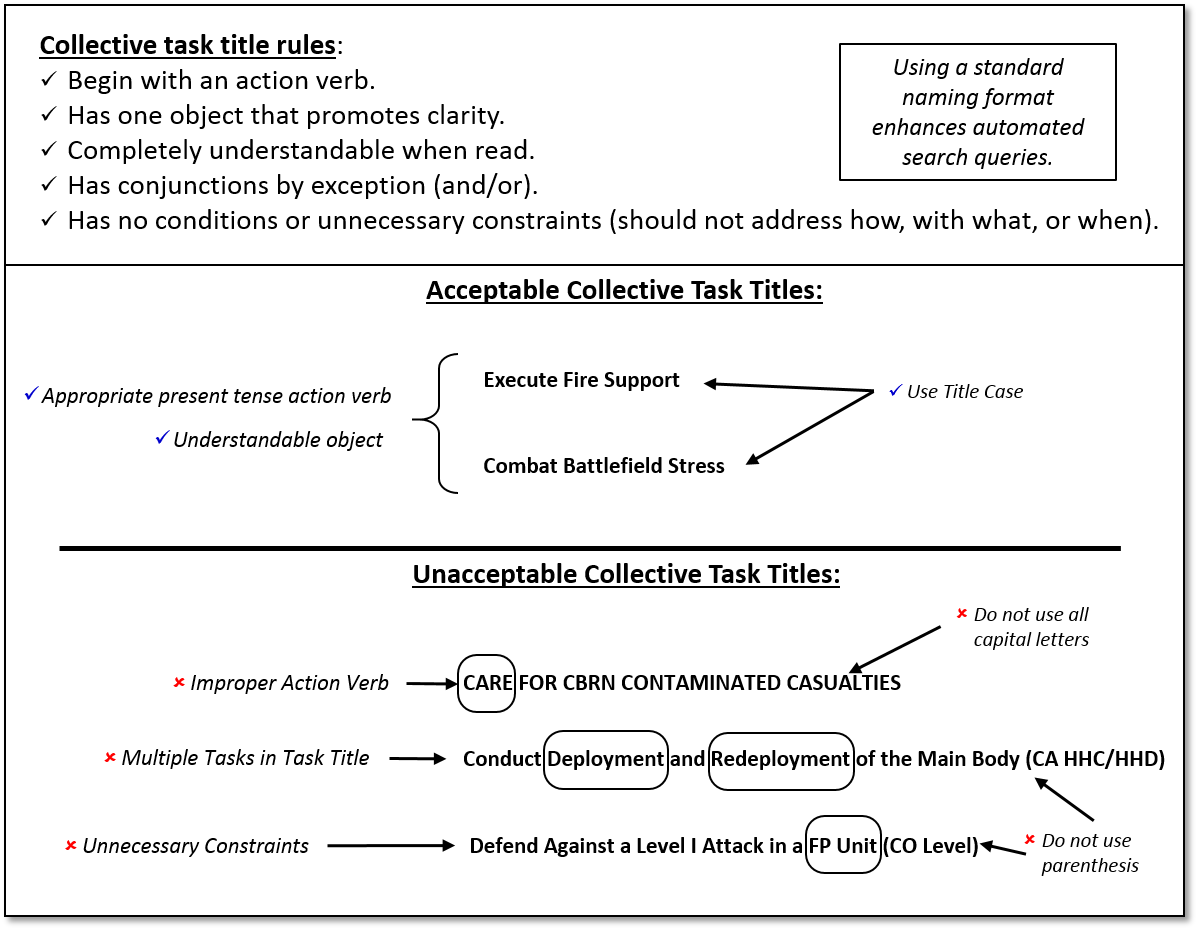 Collective task title rules:
✓ Begin with an action verb.
✓ Has one object that promotes clarity.
✓ Completely understandable when read.
✓ Has conjunctions by exception (and/or).
✓ Has no conditions or unnecessary constraints (should not address how, with what, or when).
Using a standard
naming format
enhances automated
search queries.
Acceptable Collective Task Titles:
✓ Appropriate present tense action verb
✓ Understandable object
Execute Fire Support
Combat Battlefield Stress
✓ Use Title Case
Unacceptable Collective Task Titles:
✘ Do not use all
capital letters
✘ Improper Action Verb
CARE FOR CBRN CONTAMINATED CASUALTIES
✘ Multiple Tasks in Task Title
Conduct Deployment and Redeployment of the Main Body (CA HHC/HHD)
✘ Unnecessary Constraints
Defend Against a Level I Attack in a FP Unit (CO Level)
✘ Do not use
parenthesis